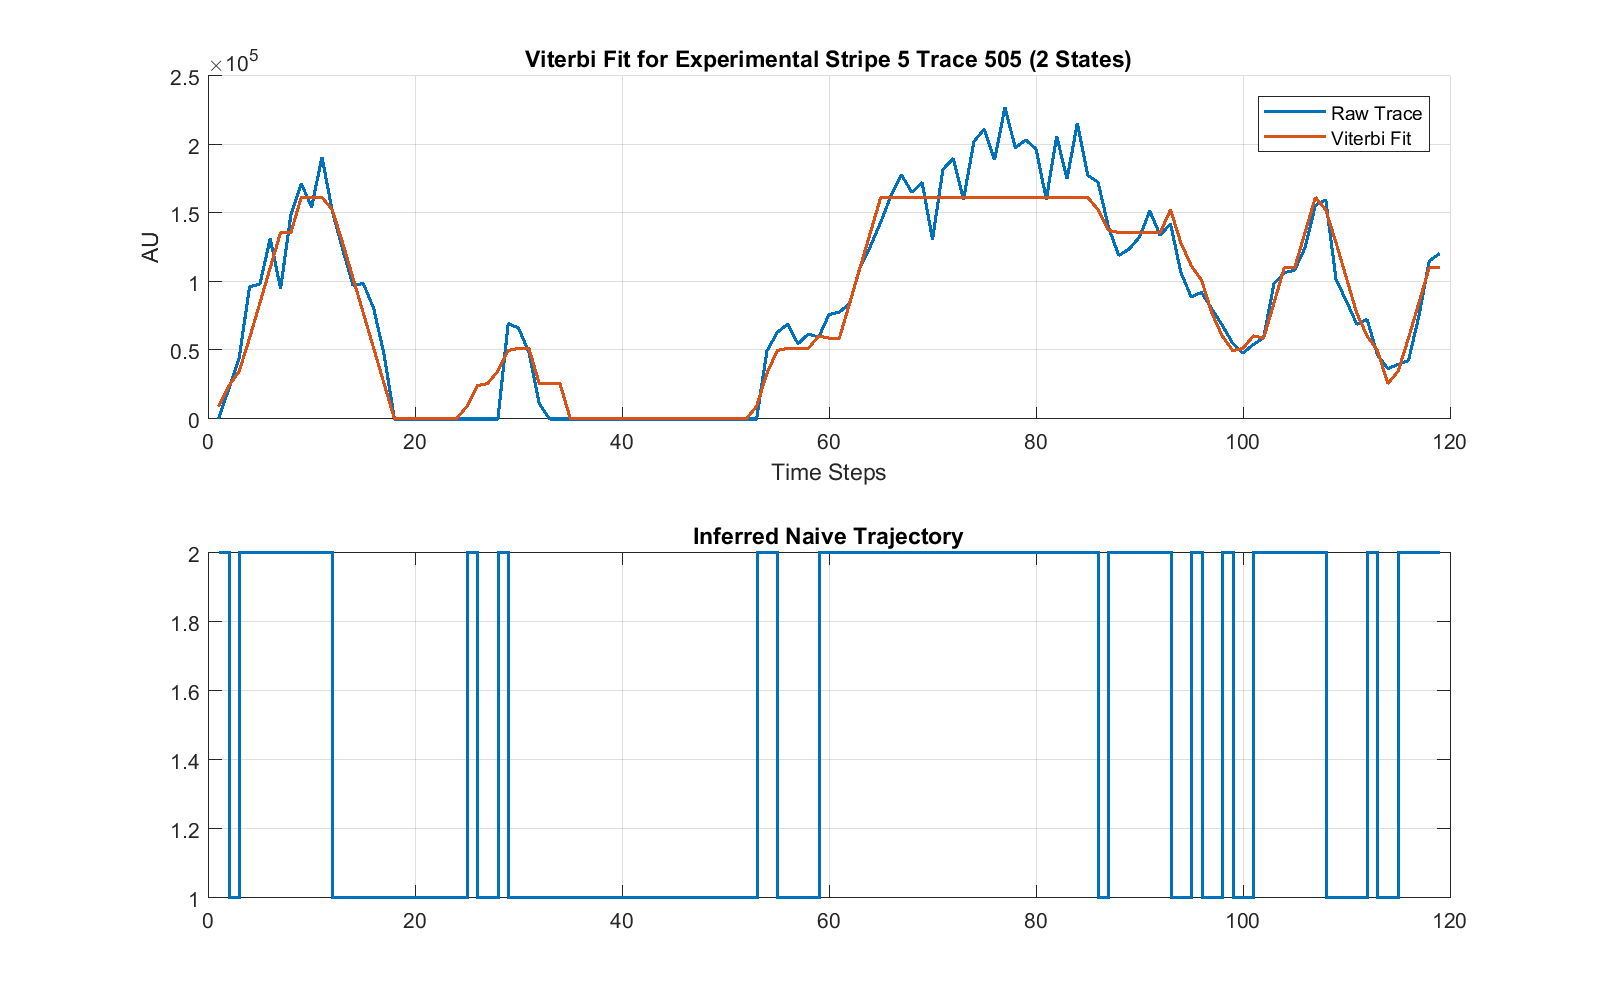 Viterbi Fit for Experimental Stripe 5 Trace 505 (2 States)
×10⁵
2.5
2
1.5
1
0.5
0
AU
Raw Trace
Viterbi Fit
0 20 40 60 80 100 120
Time Steps
Inferred Naive Trajectory
2
1.8
1.6
1.4
1.2
1
0 20 40 60 80 100 120